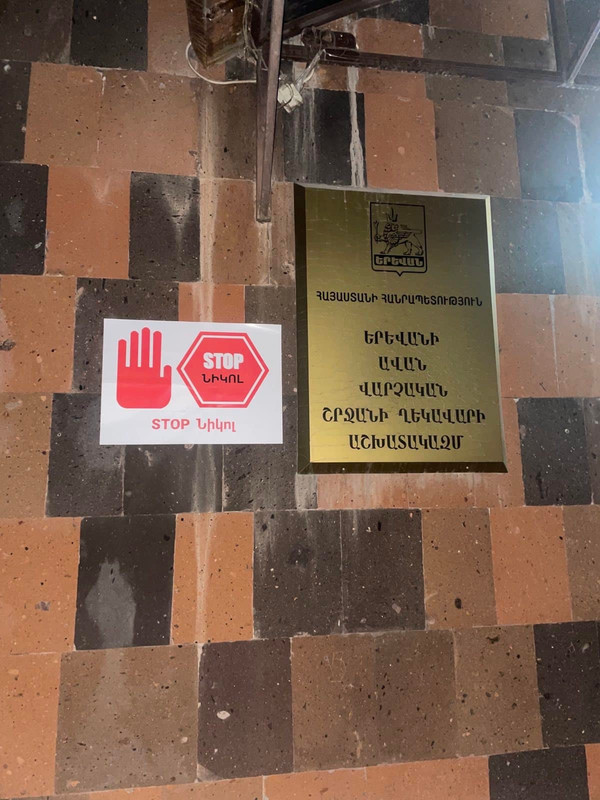 STOP
ՆԻԿՈԼ
STOP Նիկոլ
ԵՐԵՎԱՆ
ՀԱՅԱՍՏԱՆԻ ՀԱՆՐԱՊԵՏՈՒԹՅՈՒՆ
ԵՐԵՎԱՆԻ
ԱՎԱՆ
ՎԱՐՉԱԿԱՆ
ՇՐՋԱՆԻ ՂԵԿԱՎԱՐԻ
ԱՇԽԱՏԱԿԱԶՄ